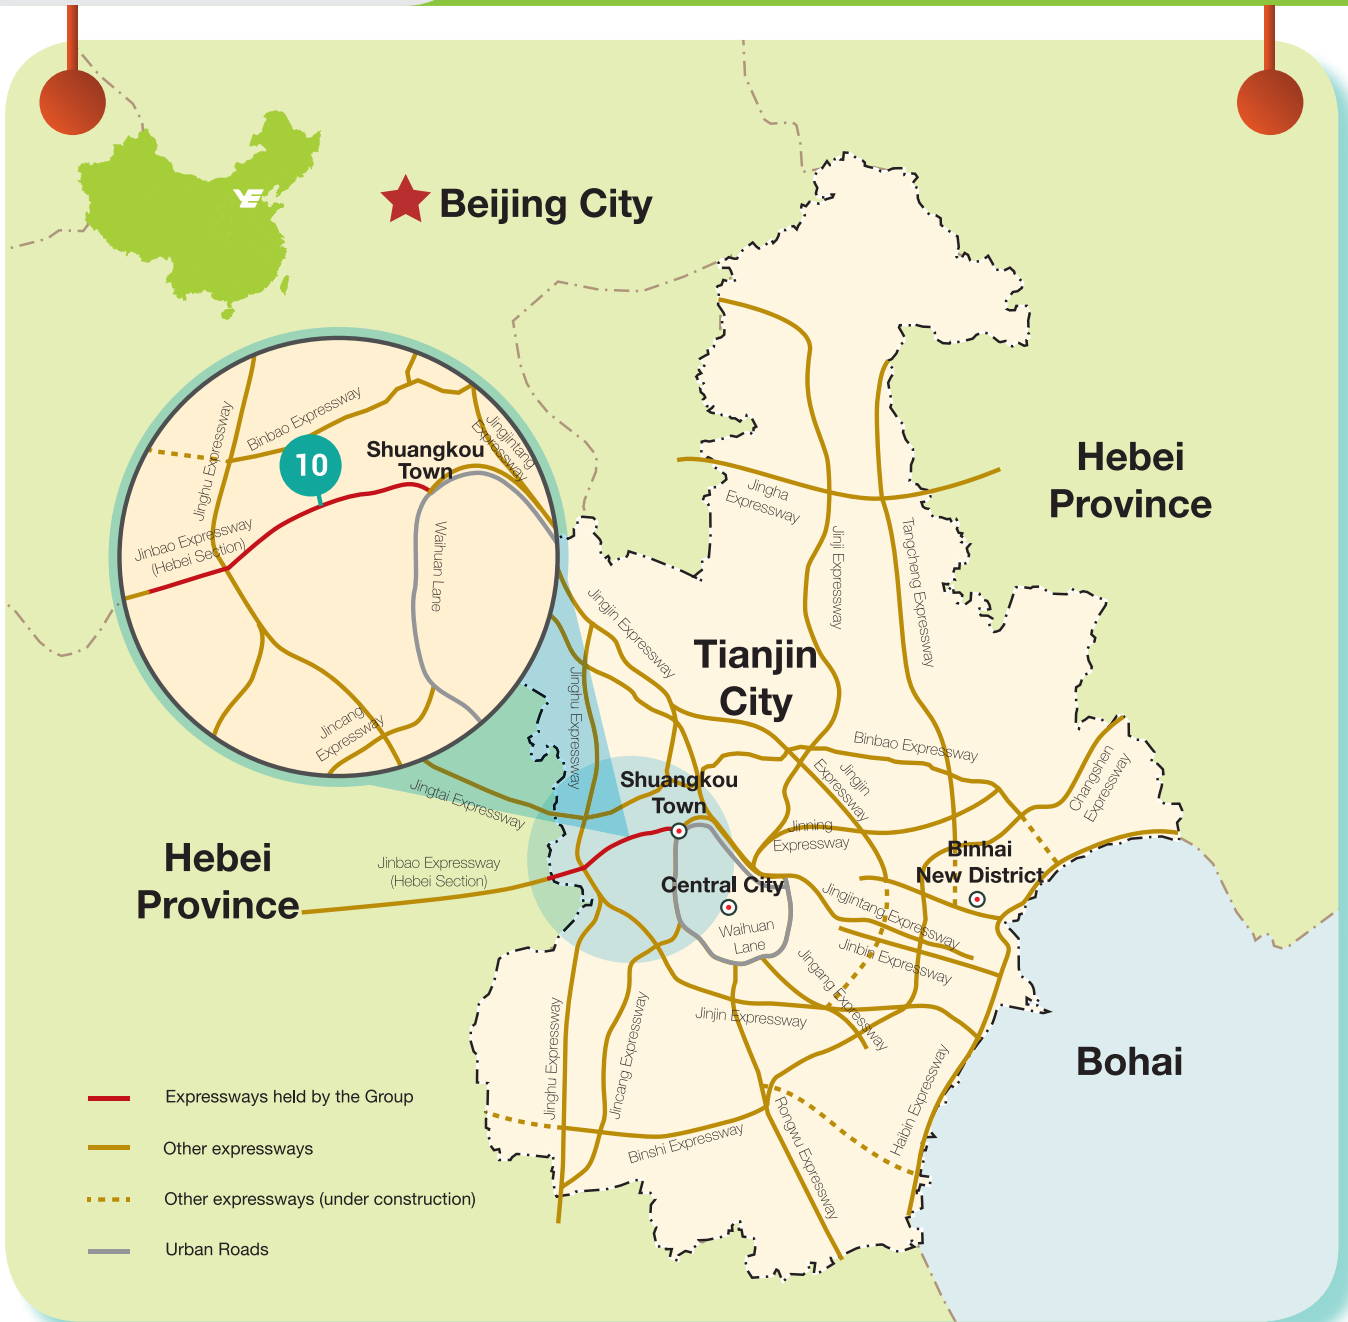 YE
Beijing City
Hebei
Province
Jinghu Expressway
Binbao Expressway
Jingjintang
Expressway
10
Shuangkou
Town
Jinbao Expressway
(Hebei Section)
Waihuan Lane
Jincang
Expressway
Jingha
Expressway
Jinji Expressway
Tangcheng Expressway
Jingjin Expressway
Tianjin
City
Jinghu Expressway
Binbao Expressway
Jingjin
Expressway
Changshen
Expressway
Jingtai Expressway
Shuangkou
Town
Jinning
Expressway
Binhai
New District
Hebei
Province
Jinbao Expressway
(Hebei Section)
Central City
Waihuan
Lane
Jingjintang Expressway
Jinbin Expressway
Jingang Expressway
Jinjin Expressway
Jinghu Expressway
Jincang Expressway
Haibin Expressway
Bohai
Binshi Expressway
Rongwu Expressway
Expressways held by the Group
Other expressways
Other expressways (under construction)
Urban Roads